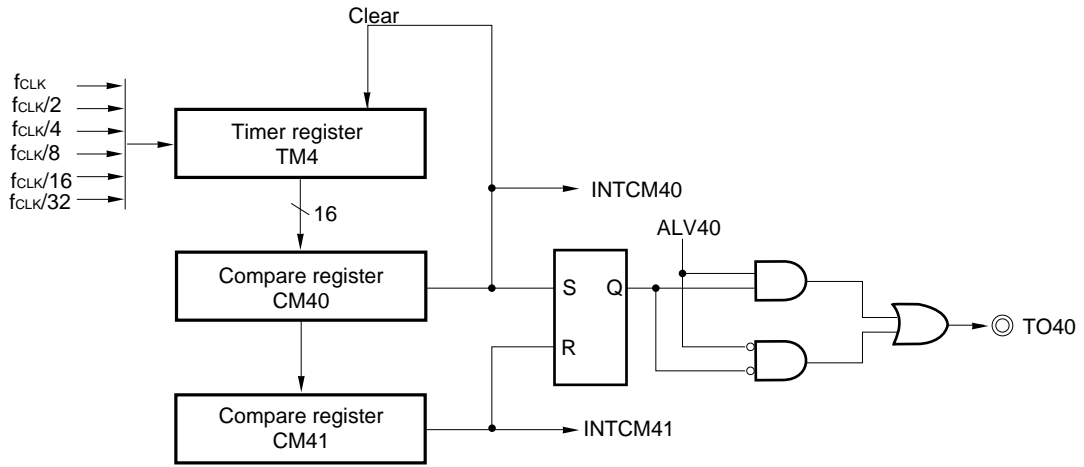 Clear
fCLK
fCLK/2
fCLK/4
fCLK/8
fCLK/16
fCLK/32
Timer register
TM4
16
INTCM40
ALV40
Compare register
CM40
S
Q
R
TO40
Compare register
CM41
INTCM41